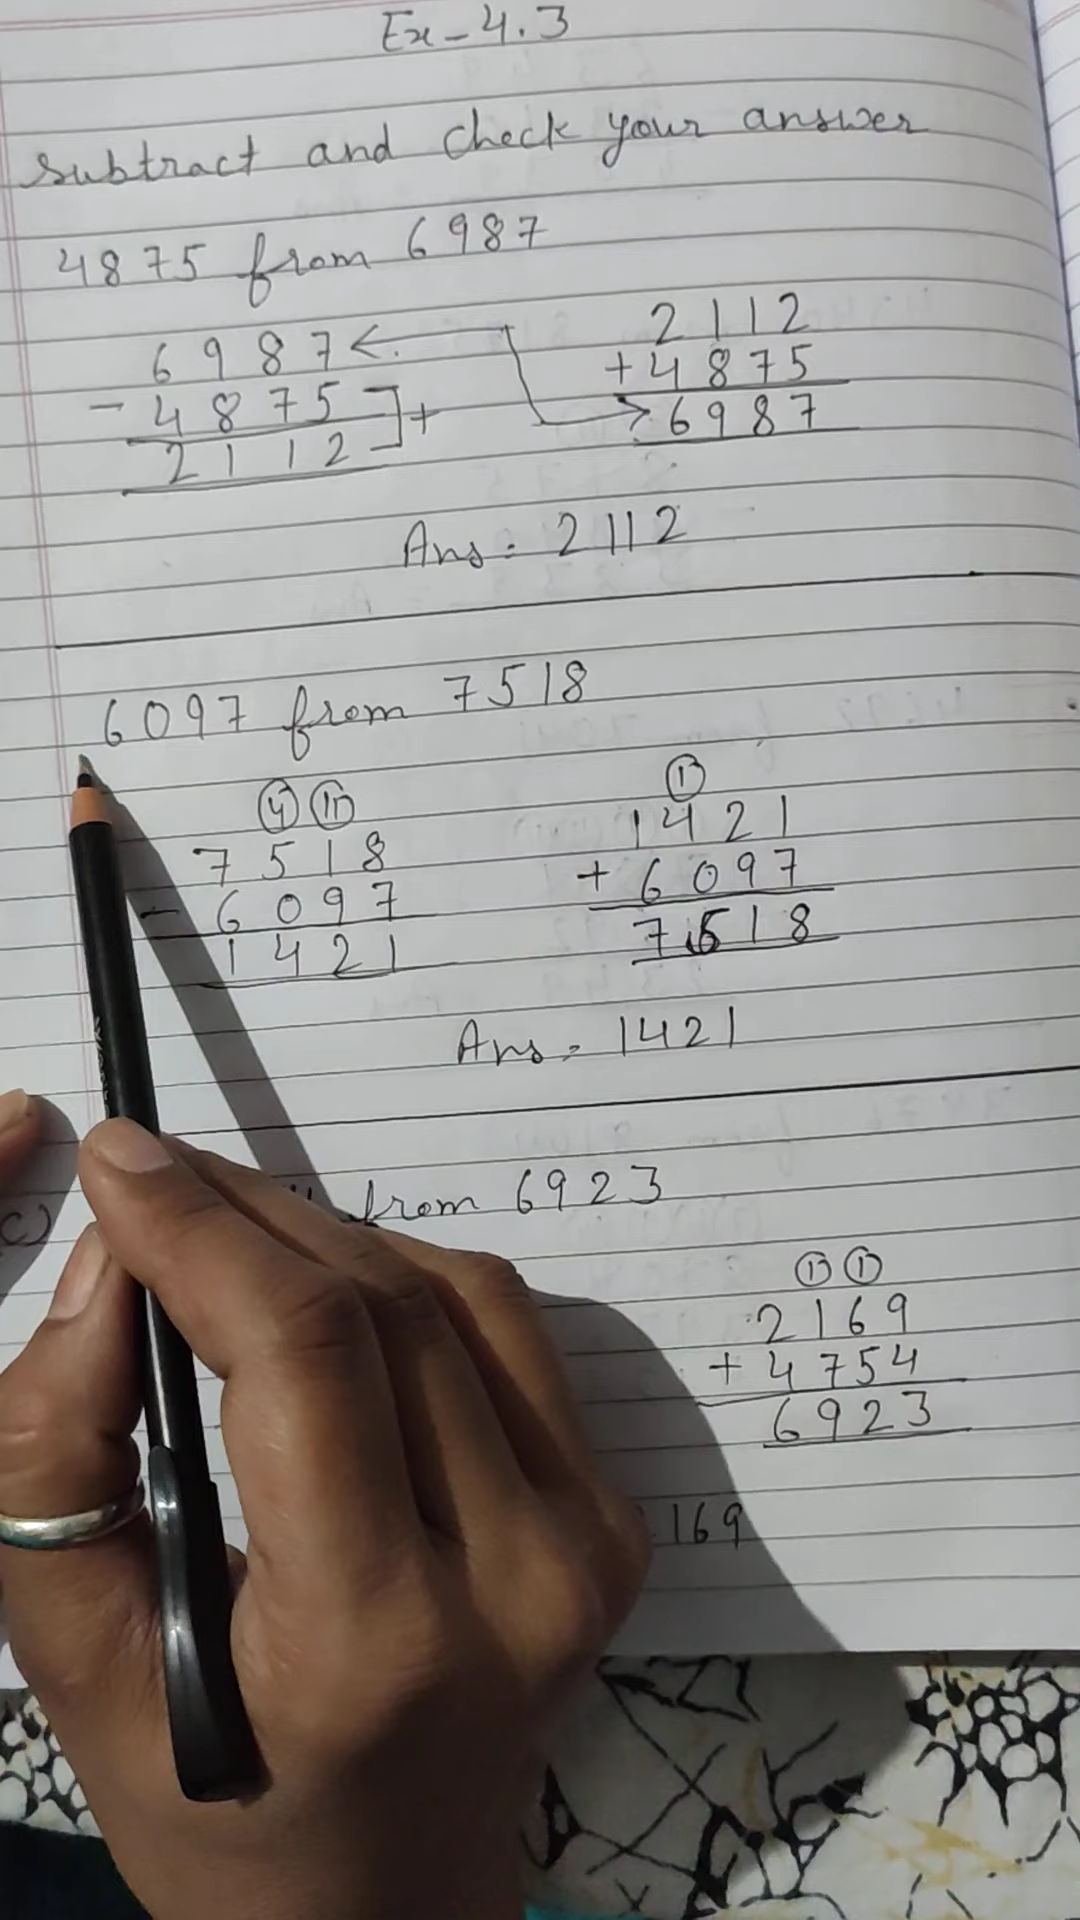 Ex - 4.3
Subtract and check your answer
4875 from 6987
6987
- 4875 +
2112
2112
+ 4875
6987
Ans = 2112
6097 from 7518
4 11
7518
- 6097
1421
1
1421
+ 6097
7518
Ans = 1421
c) from 6923
1 1
2169
+ 4754
6923
169